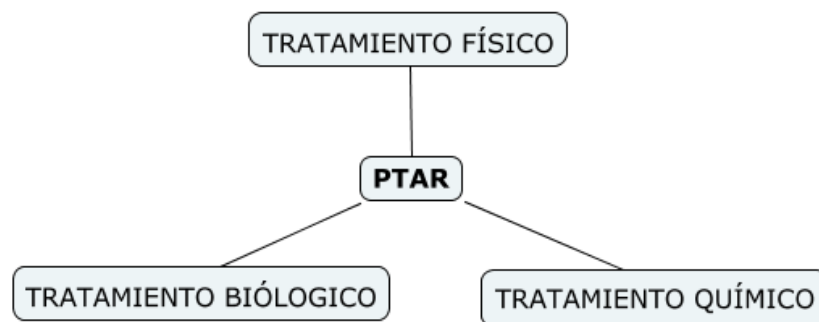 TRATAMIENTO FÍSICO
PTAR
TRATAMIENTO BIÓLOGICO
TRATAMIENTO QUÍMICO